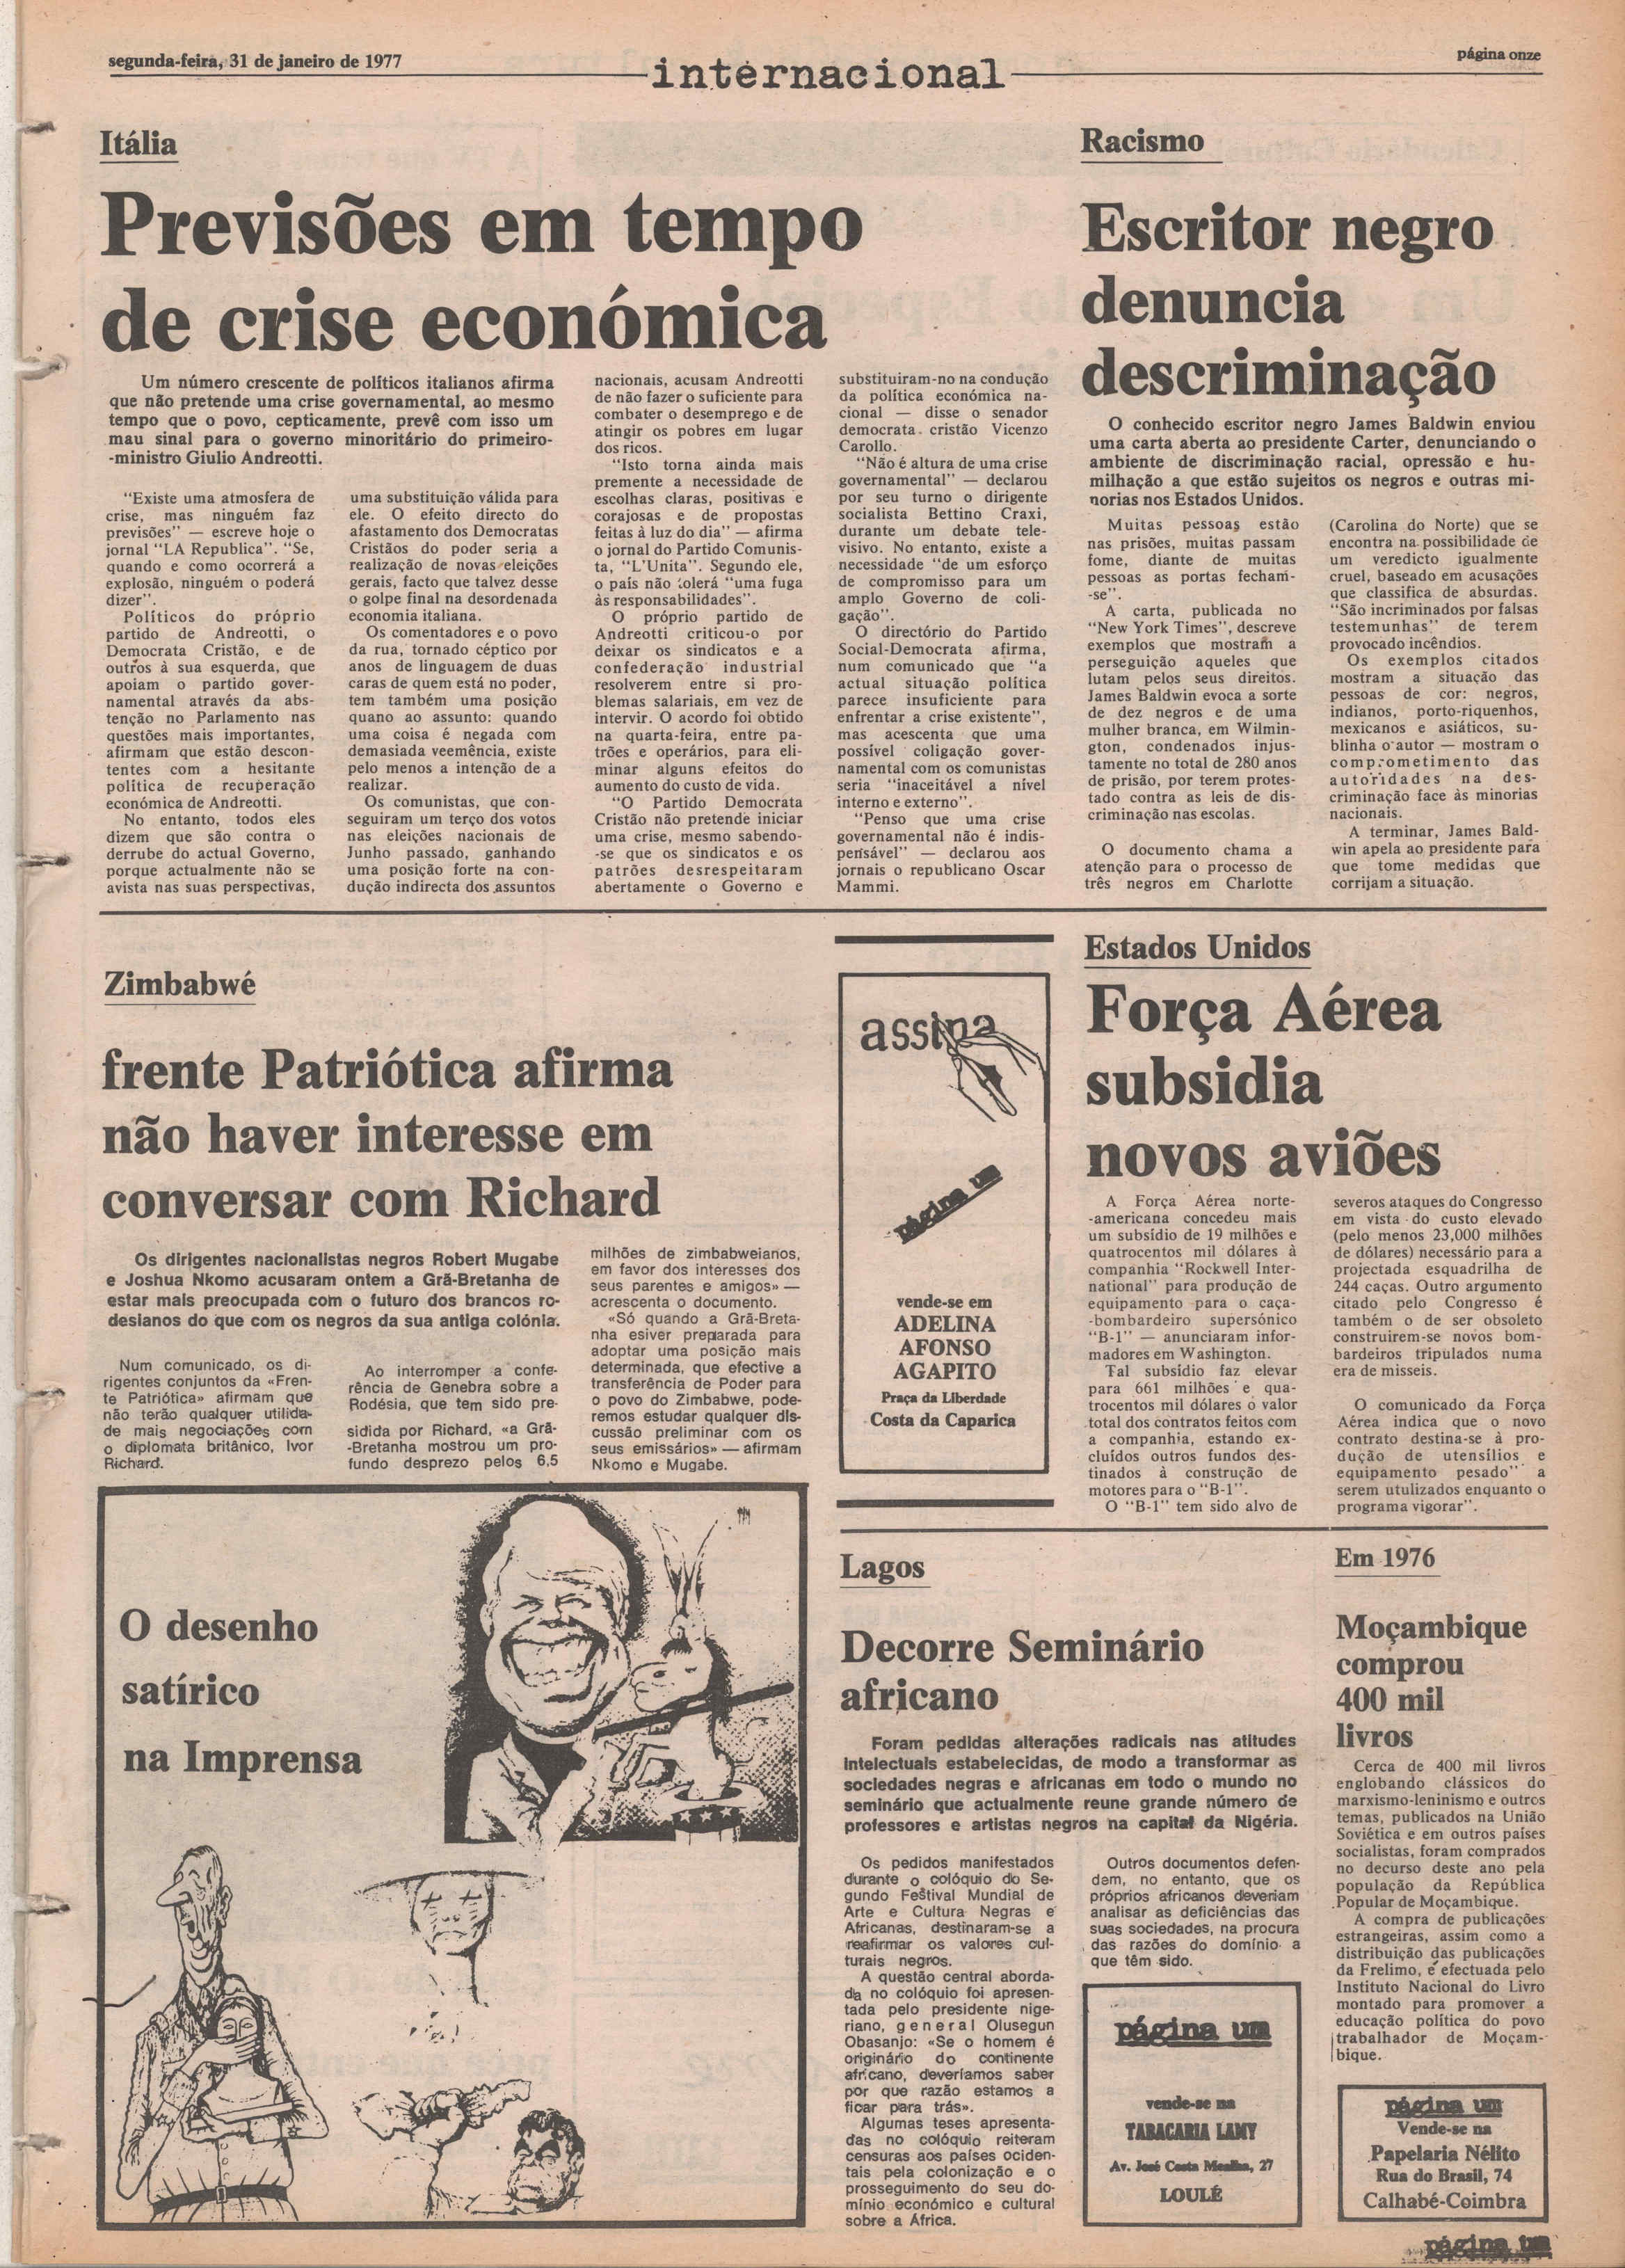 segunda-feira, 31 de janeiro de 1977
internacional
página onze
Itália
Previsões em tempo
de crise económica
Um número crescente de políticos italianos afirma
que não pretende uma crise governamental, ao mesmo
tempo que o povo, cepticamente, prevê com isso um
mau sinal para o governo minoritário do primeiro-
-ministro Giulio Andreotti.
"Existe uma atmosfera de
crise, mas ninguém faz
previsões" — escreve hoje o
jornal "LA Republica". "Se,
quando e como ocorrerá a
explosão, ninguém o poderá
dizer".
Políticos do próprio
partido de Andreotti, o
Democrata Cristão, e de
outros à sua esquerda, que
apoiam o partido gover-
namental através da abs-
tenção no Parlamento nas
questões mais importantes,
afirmam que estão descon-
tentes com a hesitante
política de recuperação
económica de Andreotti.
No entanto, todos eles
dizem que são contra o
derrube do actual Governo,
porque actualmente não se
avista nas suas perspectivas,
uma substituição válida para
ele. O efeito directo do
afastamento dos Democratas
Cristãos do poder seria a
realização de novas eleições
gerais, facto que talvez desse
o golpe final na desordenada
economia italiana.
Os comentadores e o povo
da rua, tornado céptico por
anos de linguagem de duas
caras de quem está no poder,
tem também uma posição
quano ao assunto: quando
uma coisa é negada com
demasiada veemência, existe
pelo menos a intenção de a
realizar.
Os comunistas, que con-
seguiram um terço dos votos
nas eleições nacionais de
Junho passado, ganhando
uma posição forte na con-
dução indirecta dos assuntos
nacionais, acusam Andreotti
de não fazer o suficiente para
combater o desemprego e de
atingir os pobres em lugar
dos ricos.
"Isto torna ainda mais
premente a necessidade de
escolhas claras, positivas e
corajosas e de propostas
feitas à luz do dia" — afirma
o jornal do Partido Comunis-
ta, "L'Unita". Segundo ele,
o país não tolerá "uma fuga
às responsabilidades".
O próprio partido de
Andreotti criticou-o por
deixar os sindicatos e a
confederação industrial
resolverem entre si pro-
blemas salariais, em vez de
intervir. O acordo foi obtido
na quarta-feira, entre pa-
trões e operários, para eli-
minar alguns efeitos do
aumento do custo de vida.
"O Partido Democrata
Cristão não pretende iniciar
uma crise, mesmo sabendo-
-se que os sindicatos e os
patrões desrespeitaram
abertamente o Governo e
substituiram-no na condução
da política económica na-
cional — disse o senador
democrata cristão Vicenzo
Carollo.
"Não é altura de uma crise
governamental" — declarou
por seu turno o dirigente
socialista Bettino Craxi,
durante um debate tele-
visivo. No entanto, existe a
necessidade "de um esforço
de compromisso para um
amplo Governo de coli-
gação".
O directório do Partido
Social-Democrata afirma,
num comunicado que "a
actual situação política
parece insuficiente para
enfrentar a crise existente",
mas acescenta que uma
possível coligação gover-
namental com os comunistas
seria "inaceitável a nível
interno e externo".
"Penso que uma crise
governamental não é indis-
pensável" — declarou aos
jornais o republicano Oscar
Mammi.
Racismo
Escritor negro
denuncia
descriminação
O conhecido escritor negro James Baldwin enviou
uma carta aberta ao presidente Carter, denunciando o
ambiente de discriminação racial, opressão e hu-
milhação a que estão sujeitos os negros e outras mi-
norias nos Estados Unidos.
Muitas pessoas estão
nas prisões, muitas passam
fome, diante de muitas
pessoas as portas fecham-
-se".
A carta, publicada no
"New York Times", descreve
exemplos que mostram a
perseguição aqueles que
lutam pelos seus direitos.
James Baldwin evoca a sorte
de dez negros e de uma
mulher branca, em Wilmin-
gton, condenados injus-
tamente no total de 280 anos
de prisão, por terem protes-
tado contra as leis de dis-
criminação nas escolas.
O documento chama a
atenção para o processo de
três negros em Charlotte
(Carolina do Norte) que se
encontra na possibilidade de
um veredicto igualmente
cruel, baseado em acusações
que classifica de absurdas.
"São incriminados por falsas
testemunhas" de terem
provocado incêndios.
Os exemplos citados
mostram a situação das
pessoas de cor: negros,
indianos, porto-riquenhos,
mexicanos e asiáticos, su-
blinha o autor — mostram o
comprometimento das
autoridades na des-
criminação face às minorias
nacionais.
A terminar, James Bald-
win apela ao presidente para
que tome medidas que
corrijam a situação.
Zimbabwé
frente Patriótica afirma
não haver interesse em
conversar com Richard
Os dirigentes nacionalistas negros Robert Mugabe
e Joshua Nkomo acusaram ontem a Grã-Bretanha de
estar mais preocupada com o futuro dos brancos ro-
desianos do que com os negros da sua antiga colónia.
Num comunicado, os di-
rigentes conjuntos da «Fren-
te Patriótica» afirmam que
não terão qualquer utilida-
de mais negociações com
o diplomata britânico, Ivor
Richard.
Ao interromper a confe-
rência de Genebra sobre a
Rodésia, que tem sido pre-
sidida por Richard, «a Grã-
-Bretanha mostrou um pro-
fundo desprezo pelos 6,5
milhões de zimbabweianos,
em favor dos interesses dos
seus parentes e amigos» —
acrescenta o documento.
«Só quando a Grã-Breta-
nha esiver preparada para
adoptar uma posição mais
determinada, que efective a
transferência de Poder para
o povo do Zimbabwe, pode-
remos estudar qualquer dis-
cussão preliminar com os
seus emissários» — afirmam
Nkomo e Mugabe.
assina
página um
vende-se em
ADELINA
AFONSO
AGAPITO
Praça da Liberdade
Costa da Caparica
Estados Unidos
Força Aérea
subsidia
novos aviões
A Força Aérea norte-
-americana concedeu mais
um subsídio de 19 milhões e
quatrocentos mil dólares à
companhia "Rockwell Inter-
national" para produção de
equipamento para o caça-
-bombardeiro supersónico
"B-1" — anunciaram infor-
madores em Washington.
Tal subsídio faz elevar
para 661 milhões e qua-
trocentos mil dólares o valor
total dos contratos feitos com
a companhia, estando ex-
cluídos outros fundos des-
tinados à construção de
motores para o "B-1".
O "B-1" tem sido alvo de
severos ataques do Congresso
em vista do custo elevado
(pelo menos 23,000 milhões
de dólares) necessário para a
projectada esquadrilha de
244 caças. Outro argumento
citado pelo Congresso é
também o de ser obsoleto
construirem-se novos bom-
bardeiros tripulados numa
era de misseis.
O comunicado da Força
Aérea indica que o novo
contrato destina-se à pro-
dução de utensílios e
equipamento pesado" a
serem utulizados enquanto o
programa vigorar".
O desenho
satírico
na Imprensa
Lagos
Decorre Seminário
africano
Foram pedidas alterações radicais nas atitudes
intelectuais estabelecidas, de modo a transformar as
sociedades negras e africanas em todo o mundo no
seminário que actualmente reune grande número de
professores e artistas negros na capital da Nigéria.
Os pedidos manifestados
durante o colóquio do Se-
gundo Festival Mundial de
Arte e Cultura Negras e
Africanas, destinaram-se a
reafirmar os valores cul-
turais negros.
A questão central aborda-
da no colóquio foi apresen-
tada pelo presidente nige-
riano, general Olusegun
Obasanjo: «Se o homem é
originário do continente
africano, deveríamos saber
por que razão estamos a
ficar para trás».
Algumas teses apresenta-
das no colóquio reiteram
censuras aos países ociden-
tais pela colonização e o
prosseguimento do seu do-
mínio económico e cultural
sobre a África.
Outros documentos defen-
dem, no entanto, que os
próprios africanos deveriam
analisar as deficiências das
suas sociedades, na procura
das razões do domínio a
que têm sido.
página um
vende-se na
TABACARIA LAMY
Av. José Costa Mealha, 27
LOULÉ
Em 1976
Moçambique
comprou
400 mil
livros
Cerca de 400 mil livros
englobando clássicos do
marxismo-leninismo e outros
temas, publicados na União
Soviética e em outros países
socialistas, foram comprados
no decurso deste ano pela
população da República
Popular de Moçambique.
A compra de publicações
estrangeiras, assim como a
distribuição das publicações
da Frelimo, é efectuada pelo
Instituto Nacional do Livro
montado para promover a
educação política do povo
trabalhador de Moçam-
bique.
página um
Vende-se na
Papelaria Nélito
Rua do Brasil, 74
Calhabé-Coimbra
página um